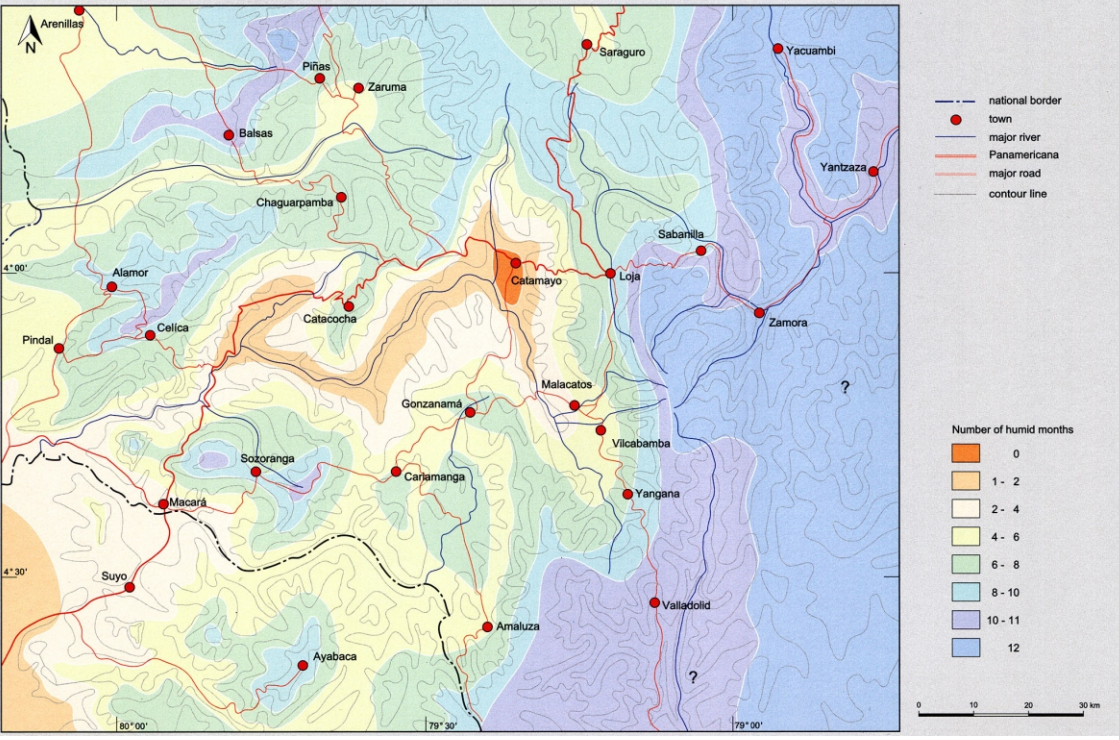 Arenillas
N
Saraguro
Yacuambi
Piñas
Zaruma
Balsas
Yantzaza
Chaguarpamba
Sabanilla
4°00'
Alamor
Catamayo
Loja
Catacocha
Zamora
Celíca
Pindal
?
Malacatos
Gonzanamá
Vilcabamba
Sozoranga
Carlamanga
Yangana
Macará
4°30'
Suyo
Valladolid
Amaluza
Ayabaca
?
80°00'
79°30'
79°00'
national border
town
major river
Panamericana
major road
contour line
Number of humid months
0
1 - 2
2 - 4
4 - 6
6 - 8
8 - 10
10 - 11
12
0 10 20 30 km